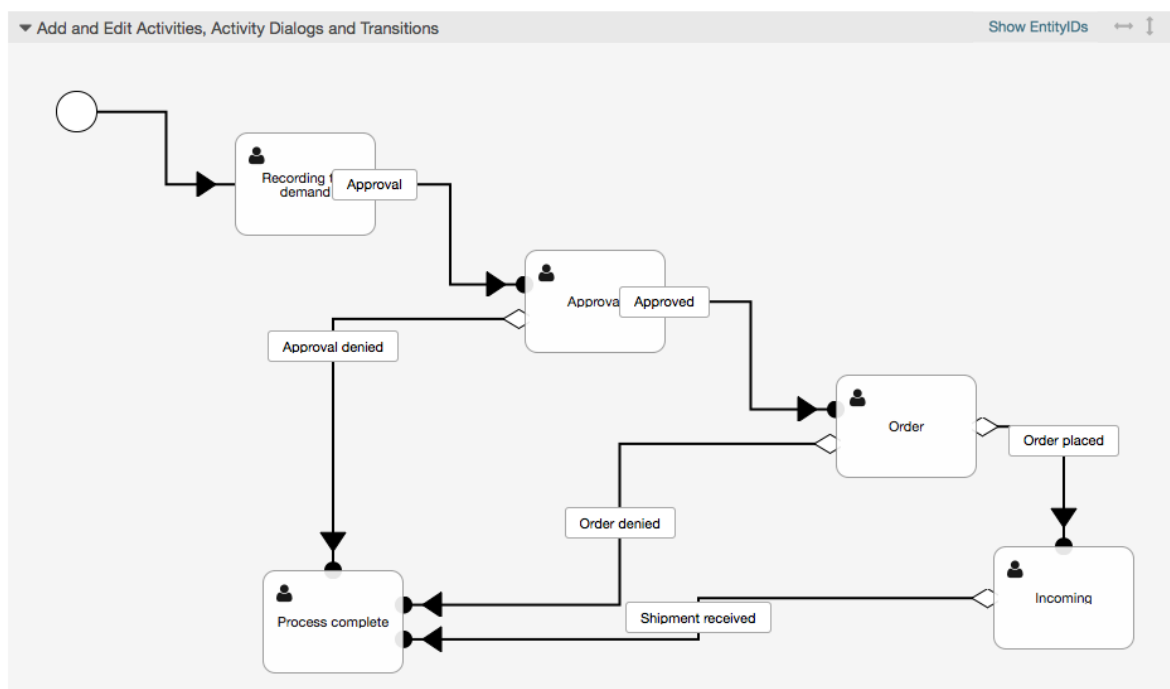 Add and Edit Activities, Activity Dialogs and Transitions
Show EntityIDs
Recording
demand
Approval
Approva
Approved
Approval denied
Order
Order placed
Order denied
Incoming
Process complete
Shipment received